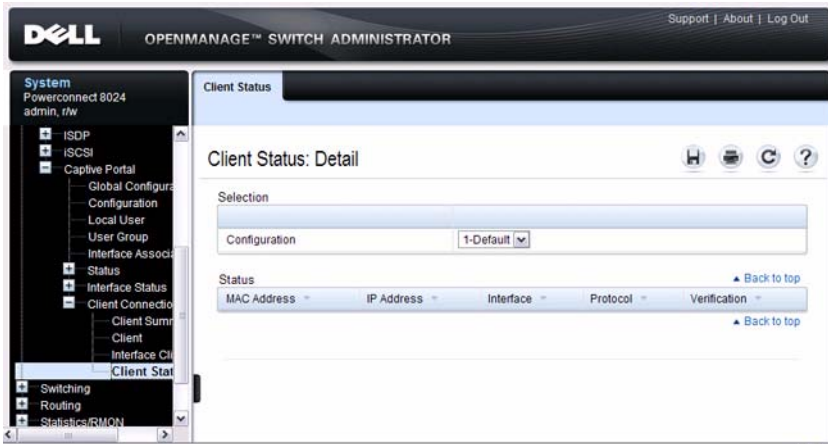 Support | About | Log Out
DELL
OPENMANAGE™ SWITCH ADMINISTRATOR
System
Powerconnect 8024
admin, r/w
ISDP
iSCSI
Captive Portal
Global Configura
Configuration
Local User
User Group
Interface Associa
Status
Interface Status
Client Connectio
Client Summ
Client
Interface Cli
Client Stat
Switching
Routing
Statistics/RMON
Client Status
Client Status: Detail
?
Selection
Configuration 1-Default
Status Back to top
MAC Address IP Address Interface Protocol Verification
Back to top